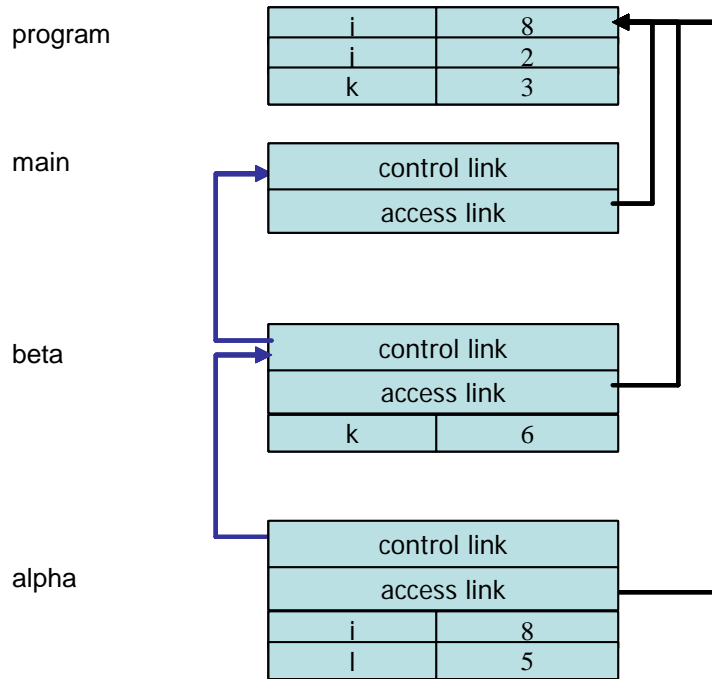 program
i 8
i 2
k 3
main
control link
access link
beta
control link
access link
k 6
alpha
control link
access link
i 8
l 5